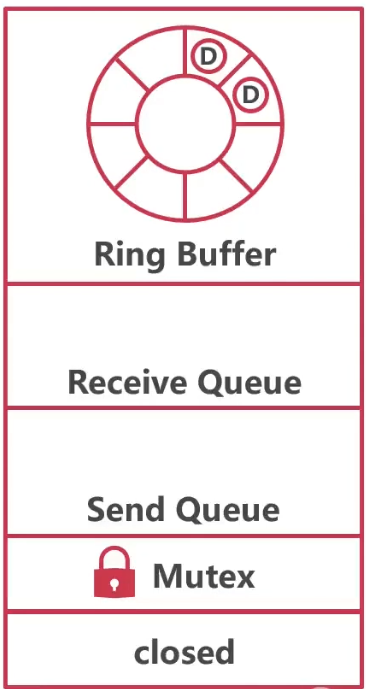 D
D
Ring Buffer
Receive Queue
Send Queue
Mutex
closed